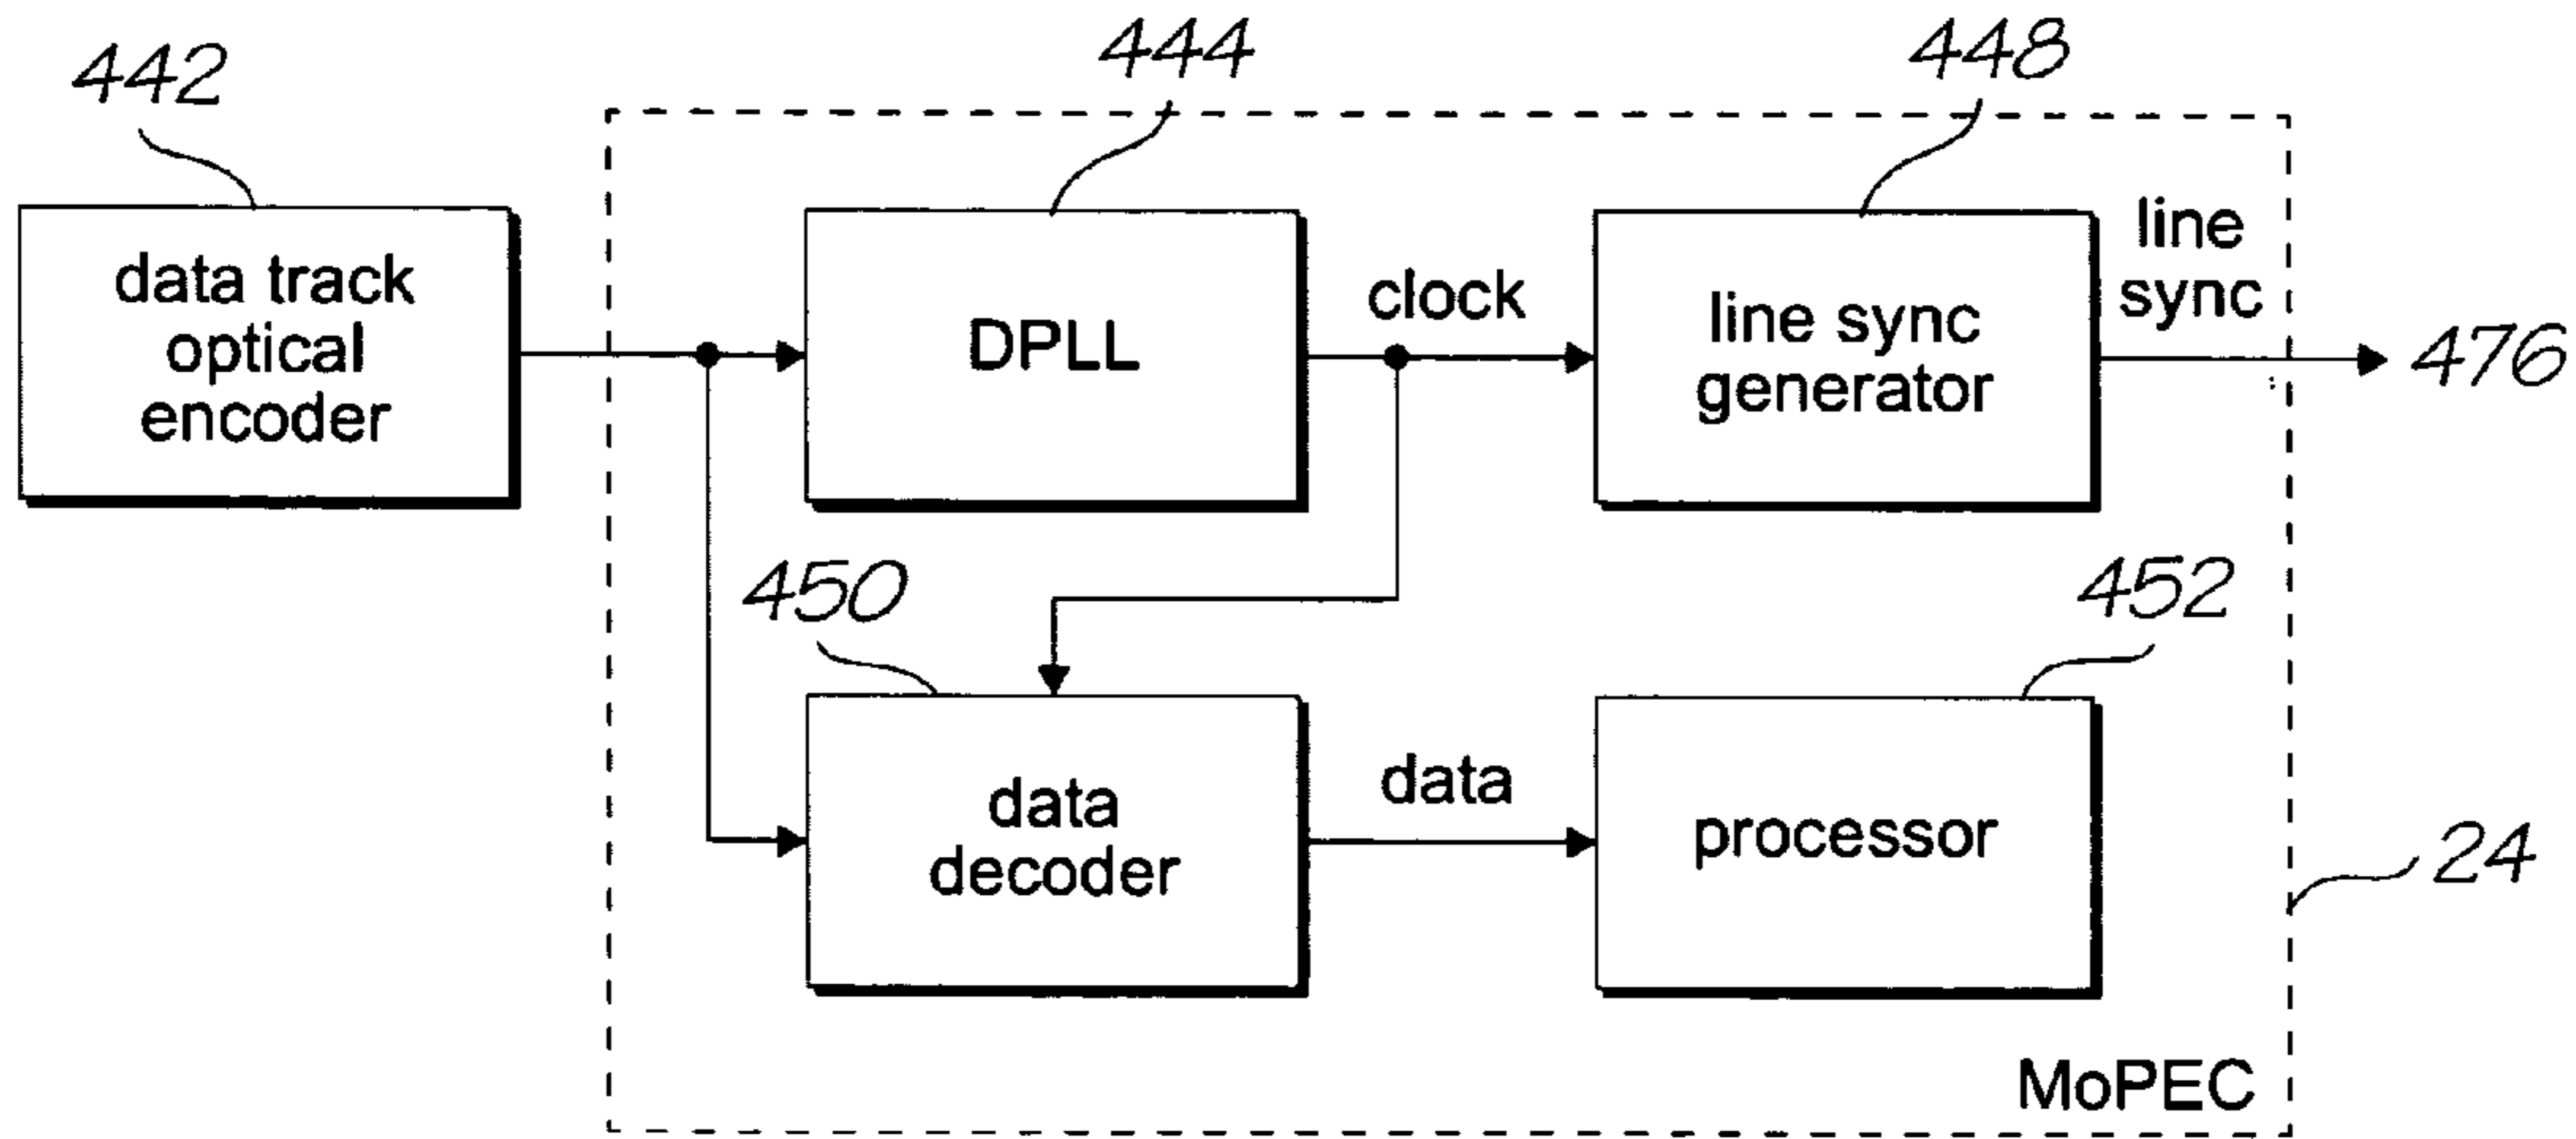 442
444
448
data track
optical
encoder
DPLL
clock
line sync
generator
line
sync
476
450
452
data
decoder
data
processor
24
MoPEC